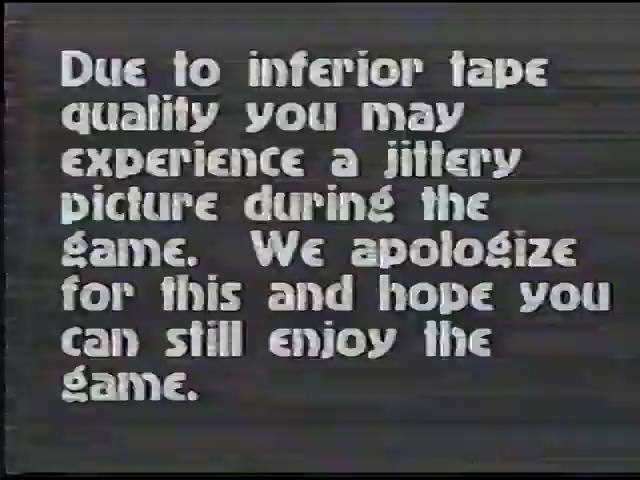 Due to inferior tape
quality you may
experience a jittery
picture during the
game.  We apologize
for this and hope you
can still enjoy the
game.